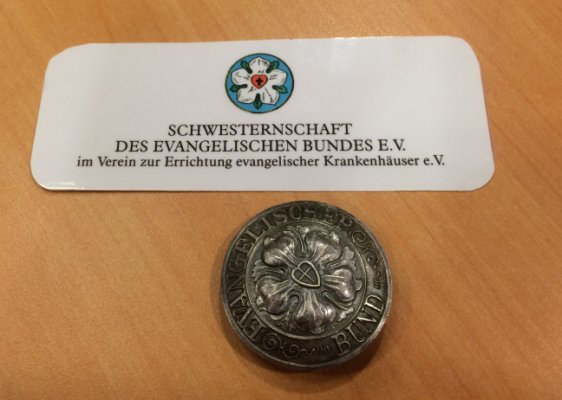 SCHWESTERNSCHAFT
DES EVANGELISCHEN BUNDES E.V.
im Verein zur Errichtung evangelischer Krankenhäuser e.V.
EVANGELISCHER
BUND